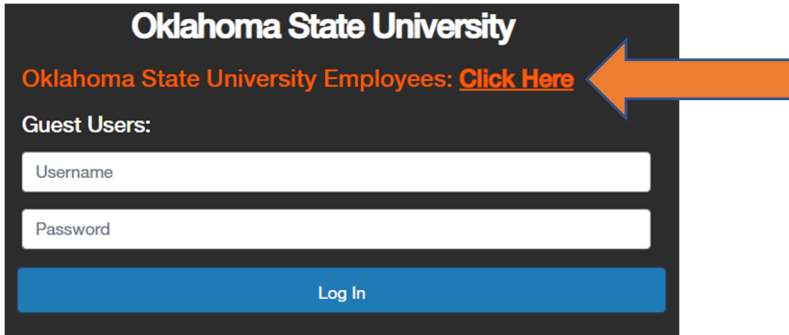 Oklahoma State University
Oklahoma State University Employees: Click Here
Guest Users:
Username
Password
Log In